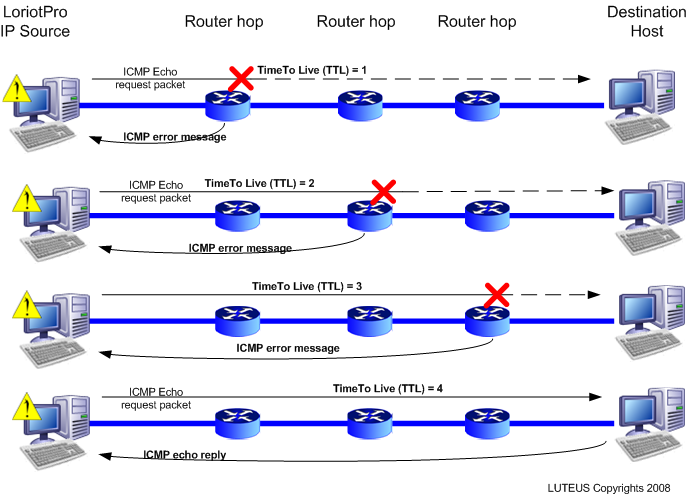 LoriotPro
IP Source
Router hop
Router hop
Router hop
Destination
Host
ICMP Echo
request packet
TimeTo Live (TTL) = 1
ICMP error message
ICMP Echo
request packet
TimeTo Live (TTL) = 2
ICMP error message
TimeTo Live (TTL) = 3
ICMP error message
ICMP Echo
request packet
TimeTo Live (TTL) = 4
ICMP echo reply
LUTEUS Copyrights 2008